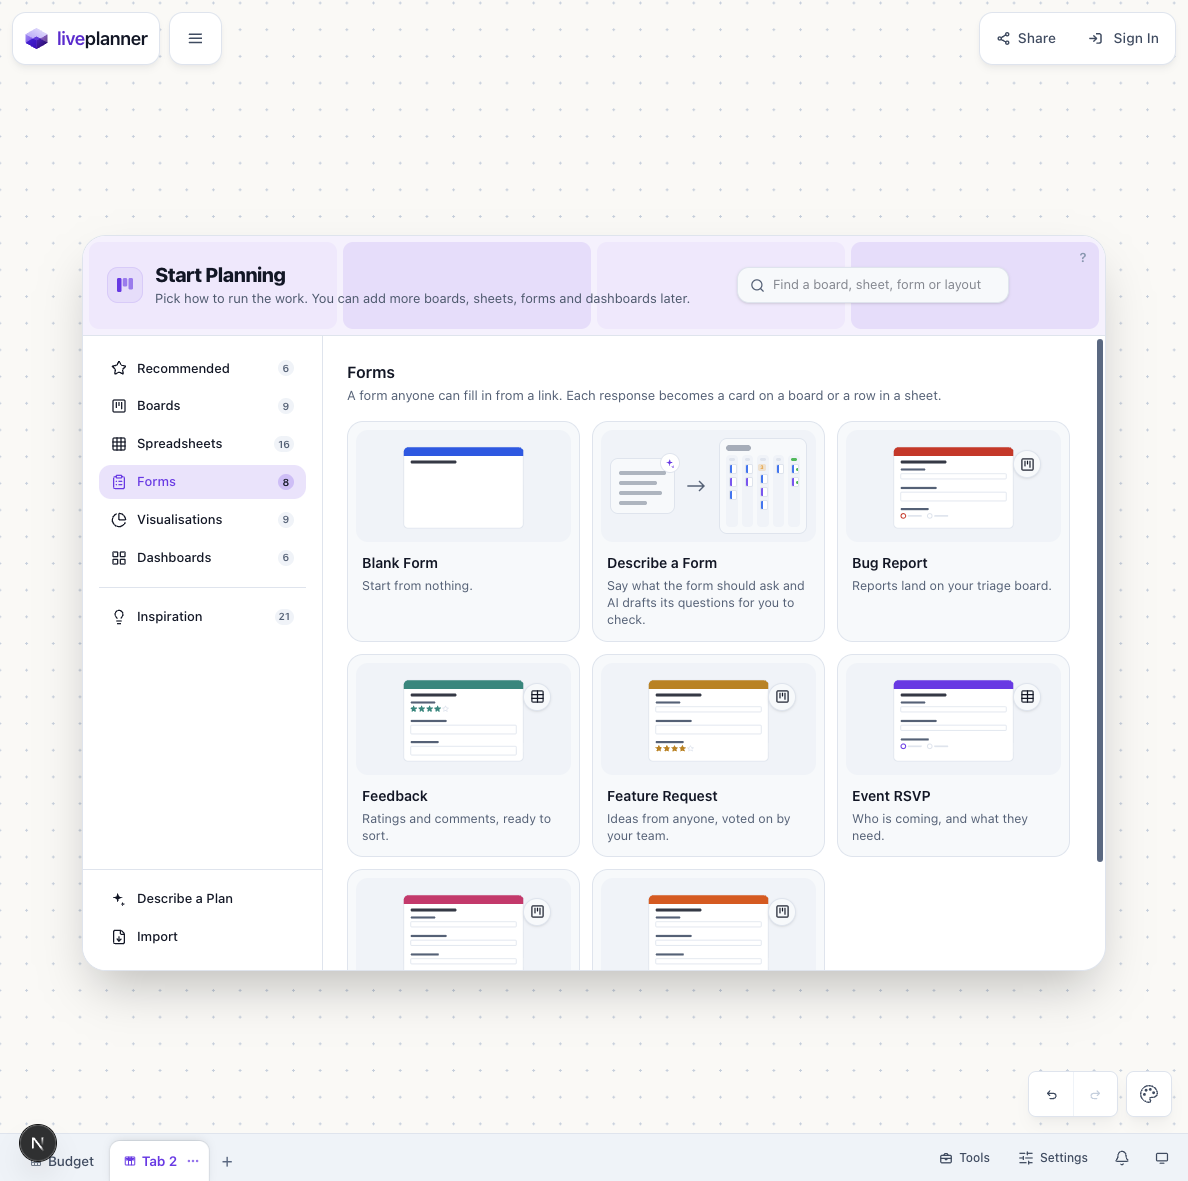 liveplanner
Share
Sign In
Start Planning
Pick how to run the work. You can add more boards, sheets, forms and dashboards later.
Find a board, sheet, form or layout
?
Recommended 6
Boards 9
Spreadsheets 16
Forms 8
Visualisations 9
Dashboards 6
Inspiration 21
Describe a Plan
Import
Forms
A form anyone can fill in from a link. Each response becomes a card on a board or a row in a sheet.
Blank Form
Start from nothing.
Describe a Form
Say what the form should ask and
AI drafts its questions for you to
check.
Bug Report
Reports land on your triage board.
Feedback
Ratings and comments, ready to
sort.
Feature Request
Ideas from anyone, voted on by
your team.
Event RSVP
Who is coming, and what they
need.
N
Budget
Tab 2
Tools
Settings